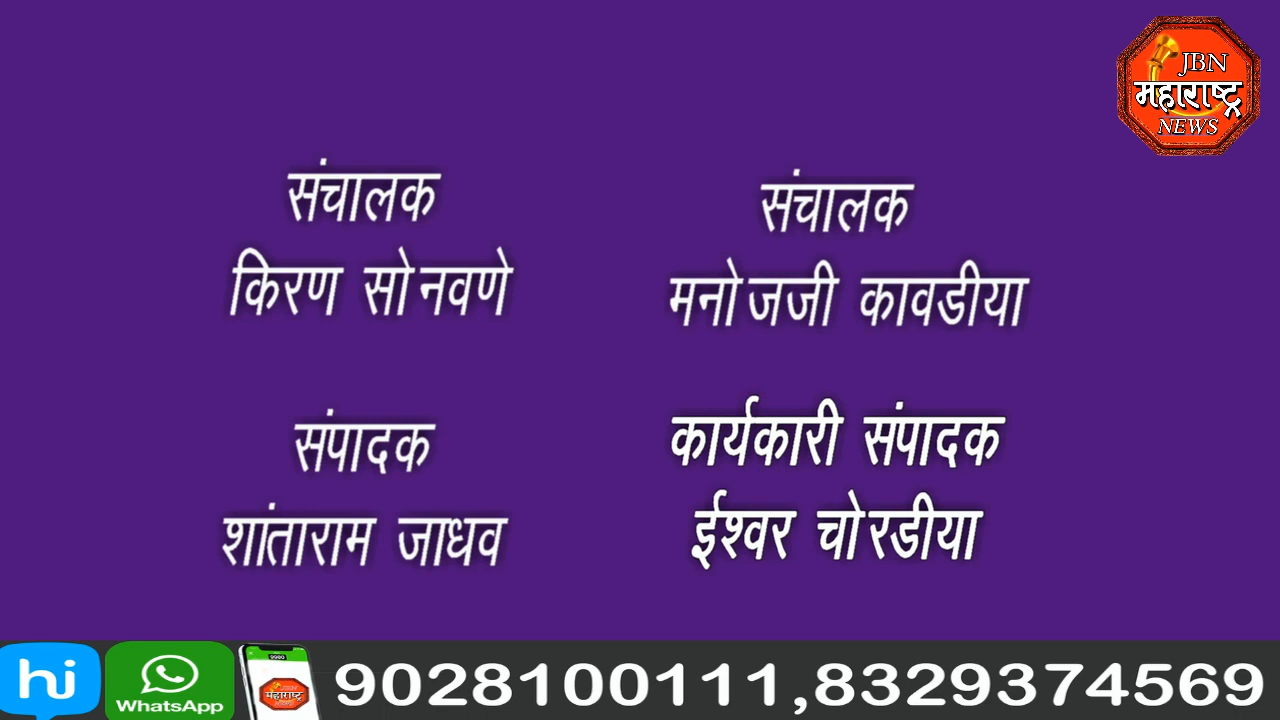 JBN
महाराष्ट्र
NEWS
संचालक
किरण सोनवणे
संचालक
मनोजजी कावडीया
संपादक
शांताराम जाधव
कार्यकारी संपादक
ईश्वर चोरडीया
hi
WhatsApp
महाराष्ट्र
9028100111,8329374569